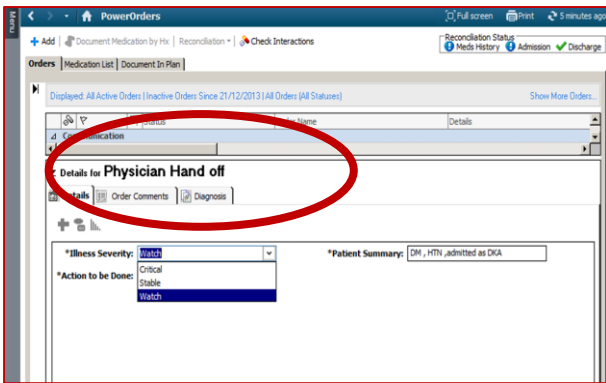 Menu
PowerOrders
Full screen Print 5 minutes ago
Add Document Medication by Hx Reconciliation Check Interactions
Reconciliation Status
Meds History Admission Discharge
Orders Medication List Document In Plan
Displayed: All Active Orders | Inactive Orders Since 21/12/2013 | All Orders (All Statuses)
Show More Orders...
Status Name Details
Details for Physician Hand off
Details Order Comments Diagnosis
*Illness Severity: Watch
*Patient Summary: DM , HTN ,admitted as DKA
Critical
*Action to be Done: Stable
Watch